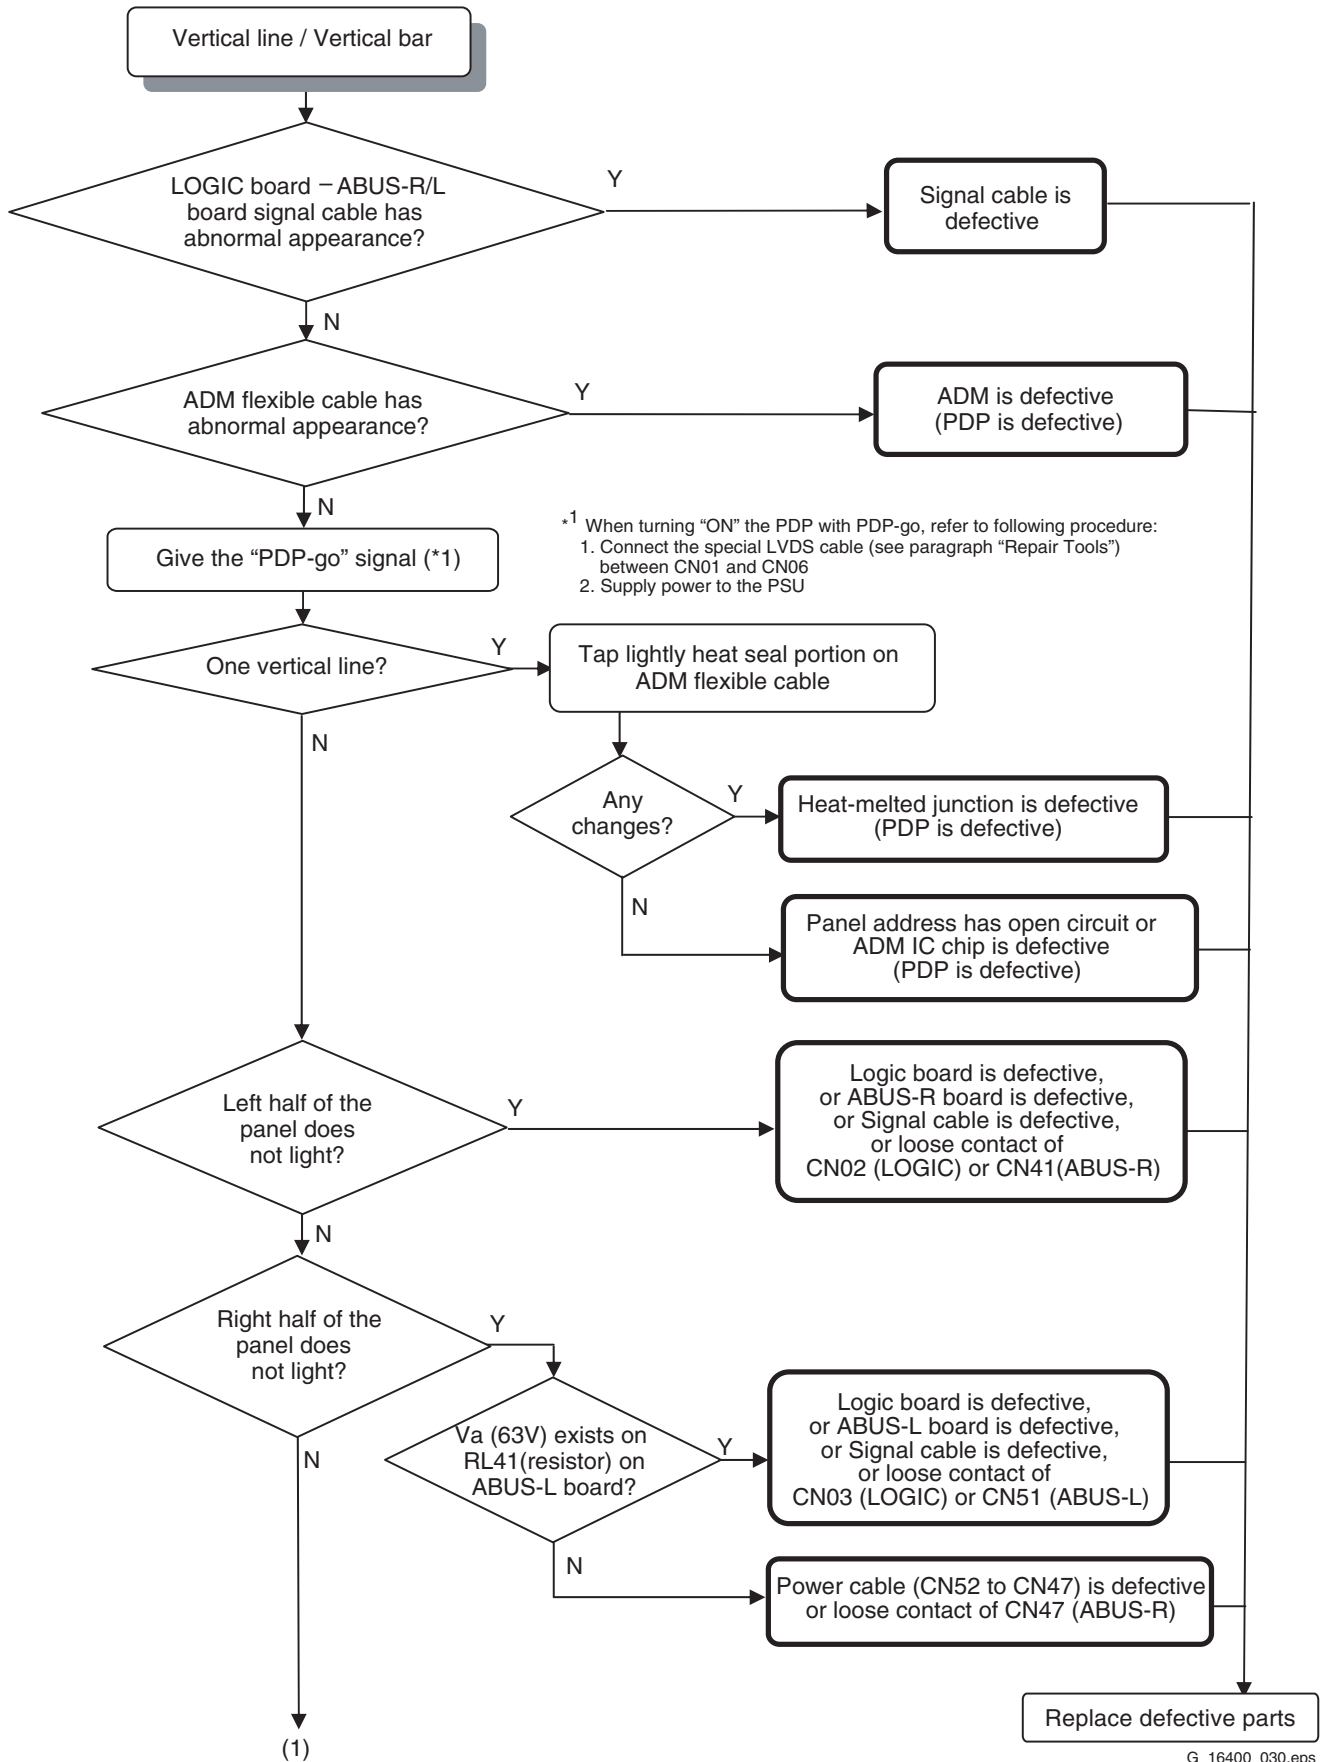 Vertical line / Vertical bar
LOGIC board – ABUS-R/L
board signal cable has
abnormal appearance?
Y
Signal cable is
defective
N
ADM flexible cable has
abnormal appearance?
Y
ADM is defective
(PDP is defective)
N
Give the “PDP-go” signal (*1)
*1 When turning “ON” the PDP with PDP-go, refer to following procedure:
1. Connect the special LVDS cable (see paragraph “Repair Tools”)
between CN01 and CN06
2. Supply power to the PSU
One vertical line?
Y
Tap lightly heat seal portion on
ADM flexible cable
N
Any
changes?
Y
Heat-melted junction is defective
(PDP is defective)
N
Panel address has open circuit or
ADM IC chip is defective
(PDP is defective)
Left half of the
panel does
not light?
Y
Logic board is defective,
or ABUS-R board is defective,
or Signal cable is defective,
or loose contact of
CN02 (LOGIC) or CN41(ABUS-R)
N
Right half of the
panel does
not light?
Y
N
Va (63V) exists on
RL41(resistor) on
ABUS-L board?
Y
Logic board is defective,
or ABUS-L board is defective,
or Signal cable is defective,
or loose contact of
CN03 (LOGIC) or CN51 (ABUS-L)
N
Power cable (CN52 to CN47) is defective
or loose contact of CN47 (ABUS-R)
Replace defective parts
(1)
G_16400_030.eps